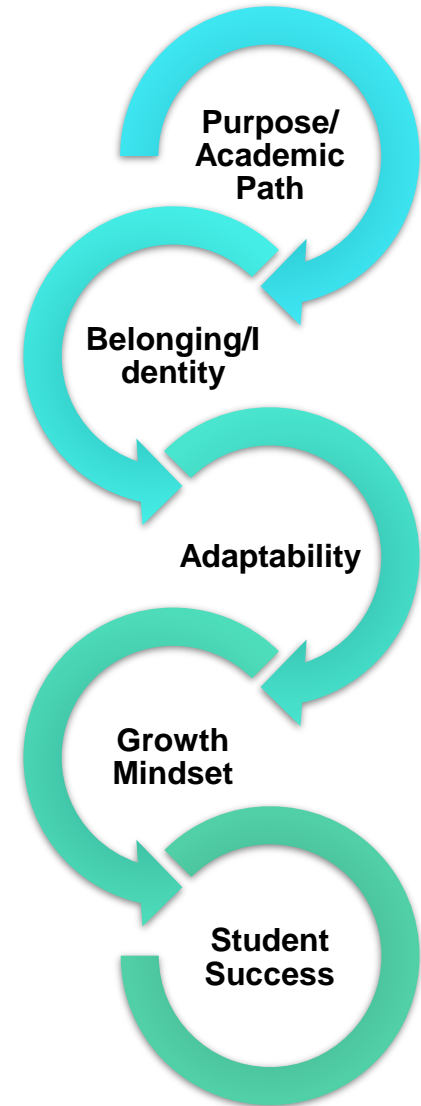 Purpose/
Academic
Path
Belonging/I
dentity
Adaptability
Growth
Mindset
Student
Success